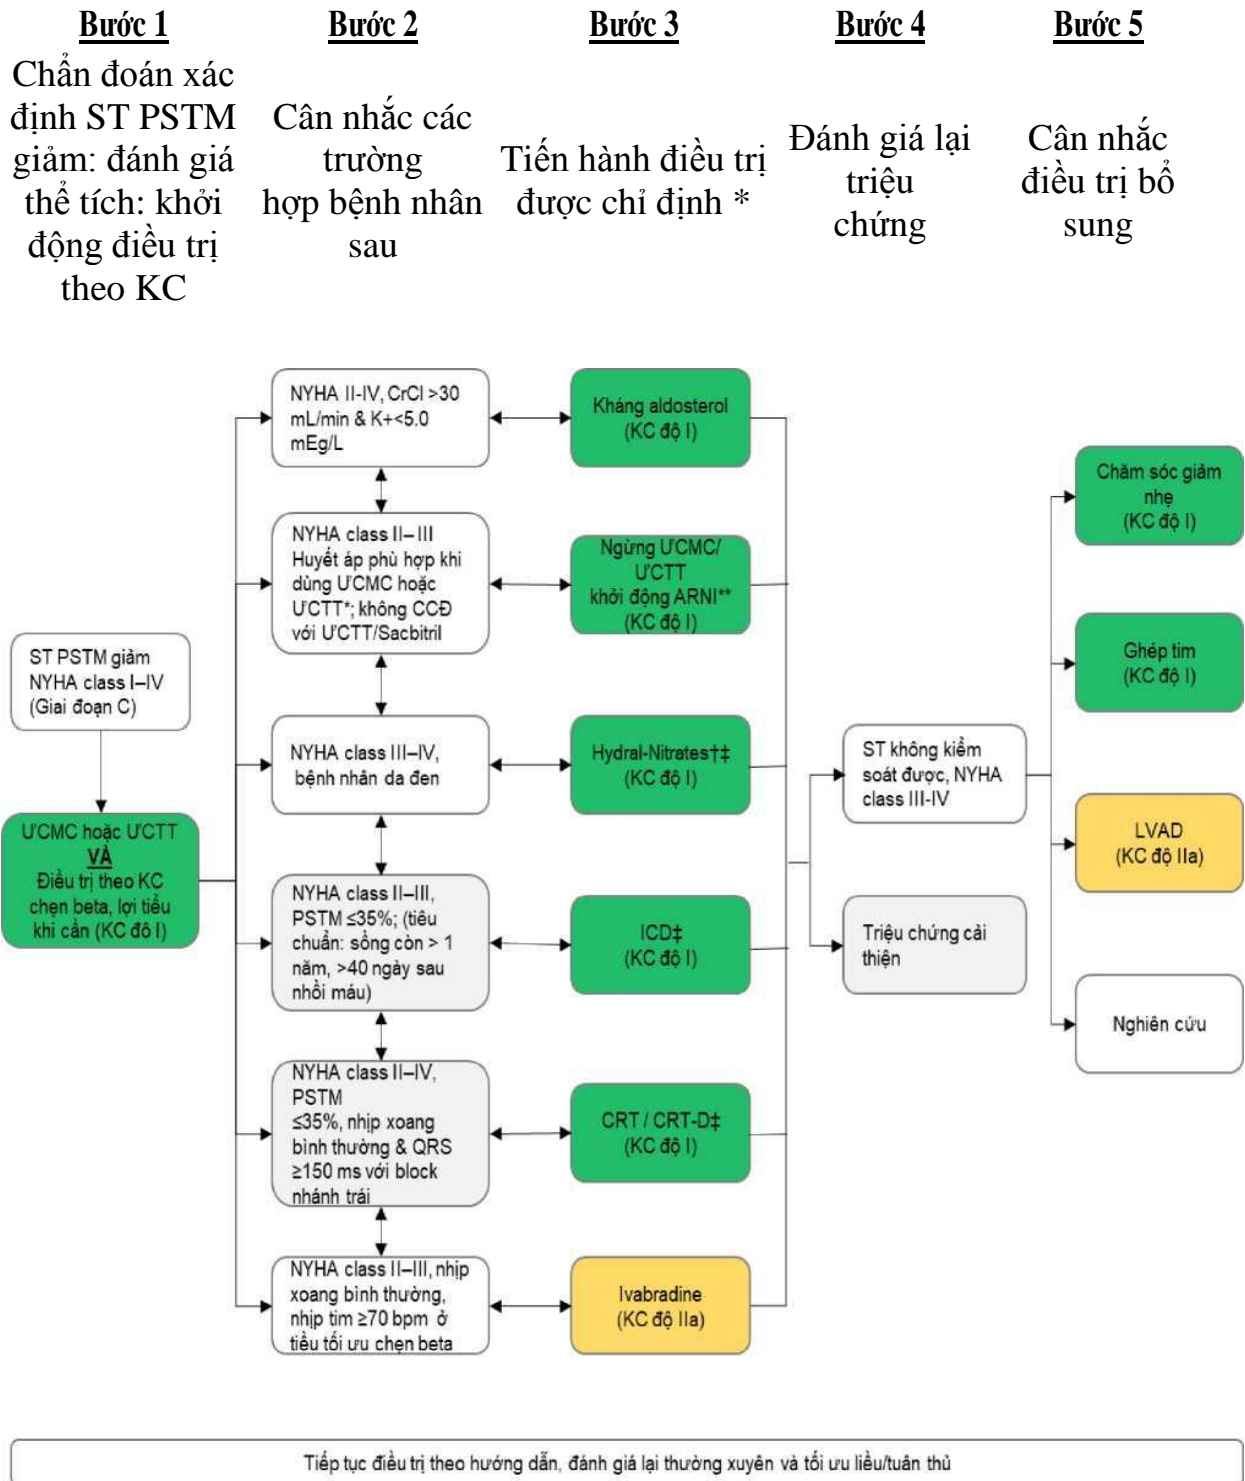 Bước 1
Bước 2
Bước 3
Bước 4
Bước 5
Chẩn đoán xác
định ST PSTM
giảm: đánh giá
thể tích: khởi
động điều trị
theo KC
Cân nhắc các
trường
hợp bệnh nhân
sau
Tiến hành điều trị
được chỉ định *
Đánh giá lại
triệu
chứng
Cân nhắc
điều trị bổ
sung
ST PSTM giảm
NYHA class I–IV
(Giai đoạn C)
ƯCMC hoặc ƯCTT
VÀ
Điều trị theo KC
chẹn beta, lợi tiểu
khi cần (KC độ I)
NYHA II-IV, CrCl >30
mL/min & K+<5.0
mEg/L
NYHA class II–III
Huyết áp phù hợp khi
dùng ƯCMC hoặc
ƯCTT*; không CCĐ
với ƯCTT/Sacbitril
NYHA class III–IV,
bệnh nhân da đen
NYHA class II–III,
PSTM ≤35%; (tiêu
chuẩn: sống còn > 1
năm, >40 ngày sau
nhồi máu)
NYHA class II–IV,
PSTM
≤35%, nhịp xoang
bình thường & QRS
≥150 ms với block
nhánh trái
NYHA class II–III, nhịp
xoang bình thường,
nhịp tim ≥70 bpm ở
tiều tối ưu chẹn beta
Kháng aldosterol
(KC độ I)
Ngừng ƯCMC/
ƯCTT
khởi động ARNI**
(KC độ I)
Hydral-Nitrates†‡
(KC độ I)
ICD‡
(KC độ I)
CRT / CRT-D‡
(KC độ I)
Ivabradine
(KC độ IIa)
ST không kiểm
soát được, NYHA
class III-IV
Triệu chứng cải
thiện
Chăm sóc giảm
nhẹ
(KC độ I)
Ghép tim
(KC độ I)
LVAD
(KC độ IIa)
Nghiên cứu
Tiếp tục điều trị theo hướng dẫn, đánh giá lại thường xuyên và tối ưu liều/tuân thủ